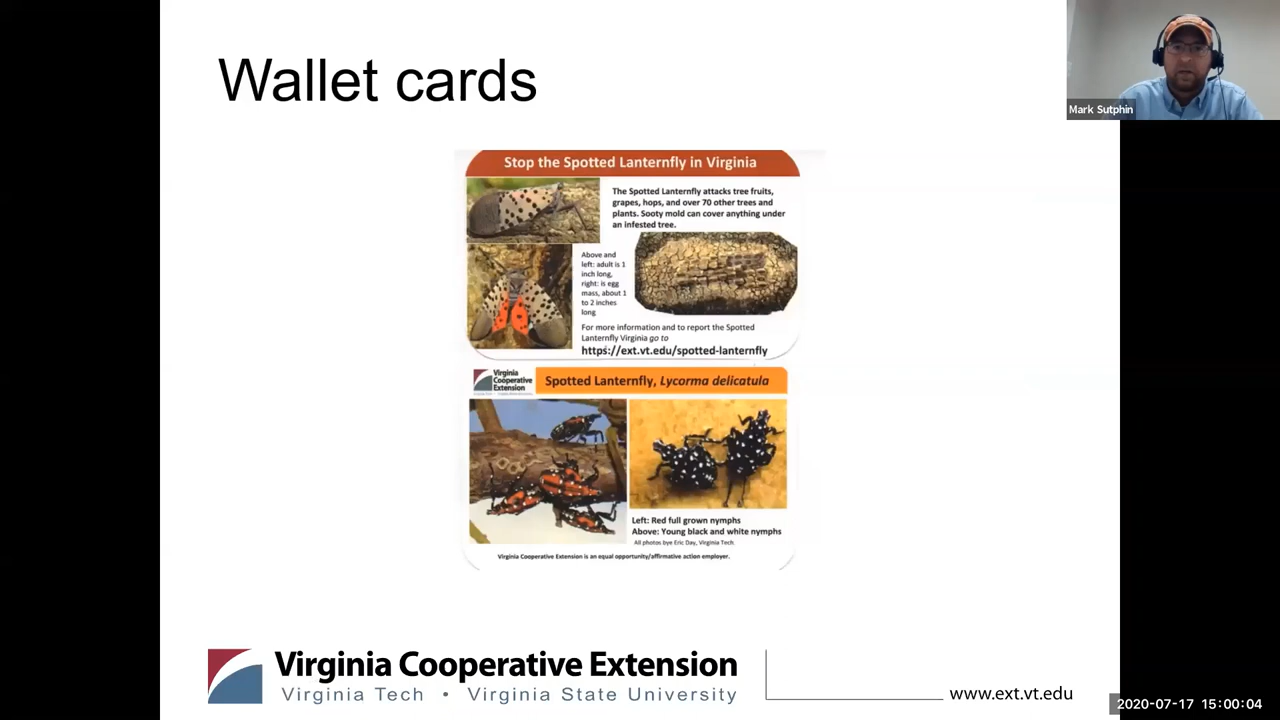 Wallet cards
Mark Sutphin
Stop the Spotted Lanternfly in Virginia
The Spotted Lanternfly attacks tree fruits,
grapes, hops, and over 70 other trees and
plants. Sooty mold can cover anything under
an infested tree.
Above and
left: adult is 1
inch long,
right: is egg
mass, about 1
to 2 inches
long
For more information and to report the Spotted
Lanternfly Virginia go to
https://ext.vt.edu/spotted-lanternfly
Virginia
Cooperative
Extension
Spotted Lanternfly, Lycorma delicatula
Left: Red full grown nymphs
Above: Young black and white nymphs
All photos bye Eric Day, Virginia Tech
Virginia Cooperative Extension is an equal opportunity/affirmative action employer.
Virginia Cooperative Extension
Virginia Tech • Virginia State University
www.ext.vt.edu
2020-07-17 15:00:04